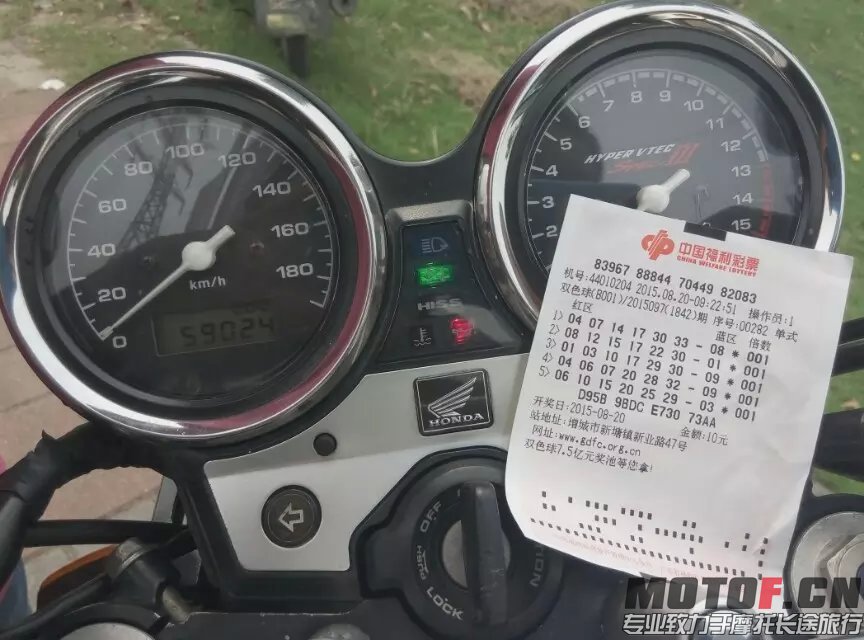 0
20
40
60
80
100
120
140
160
180
km/h
59024
HISS
HONDA
OFF
ON
PUSH
LOCK
2
3
4
5
6
7
8
9
10
11
12
13
14
15
HYPER VTEC
Spec III
中国福利彩票
CHINA WELFARE LOTTERY
83967 88844 70449 82083
机号:44010204 2015.08.20-09:22:51 操作员:1
双色球(B001)/2015097(1842)期 序号:00282 单式
红区 蓝区 倍数
1> 04 07 14 17 30 33 - 08 * 001
2> 08 12 15 17 22 30 - 01 * 001
3> 01 03 10 17 29 30 - 09 * 001
4> 04 06 07 20 28 32 - 09 * 001
5> 06 10 15 20 25 29 - 03 * 001
D95B 9BDC E730 73AA
开奖日:2015-08-20 金额:10元
站地址:增城市新塘镇新业路47号
网址:www.gdfc.org.cn
双色球7.5亿元奖池等您拿!
MOTOF.CN
专业致力于摩托长途旅行